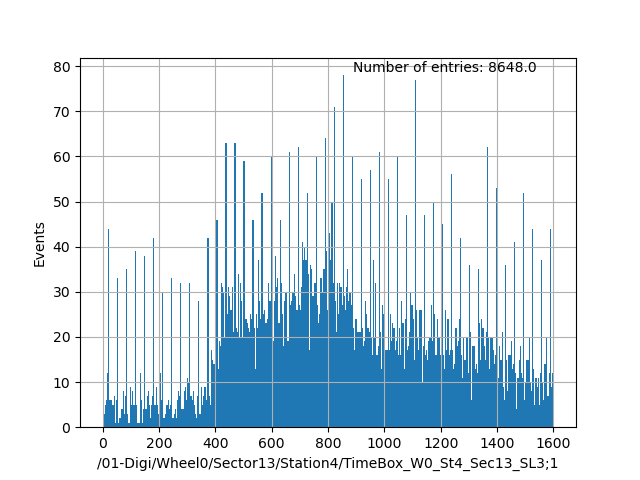 Number of entries: 8648.0
80
70
60
50
40
30
20
10
0
Events
0 200 400 600 800 1000 1200 1400 1600
/01-Digi/Wheel0/Sector13/Station4/TimeBox_W0_St4_Sec13_SL3;1